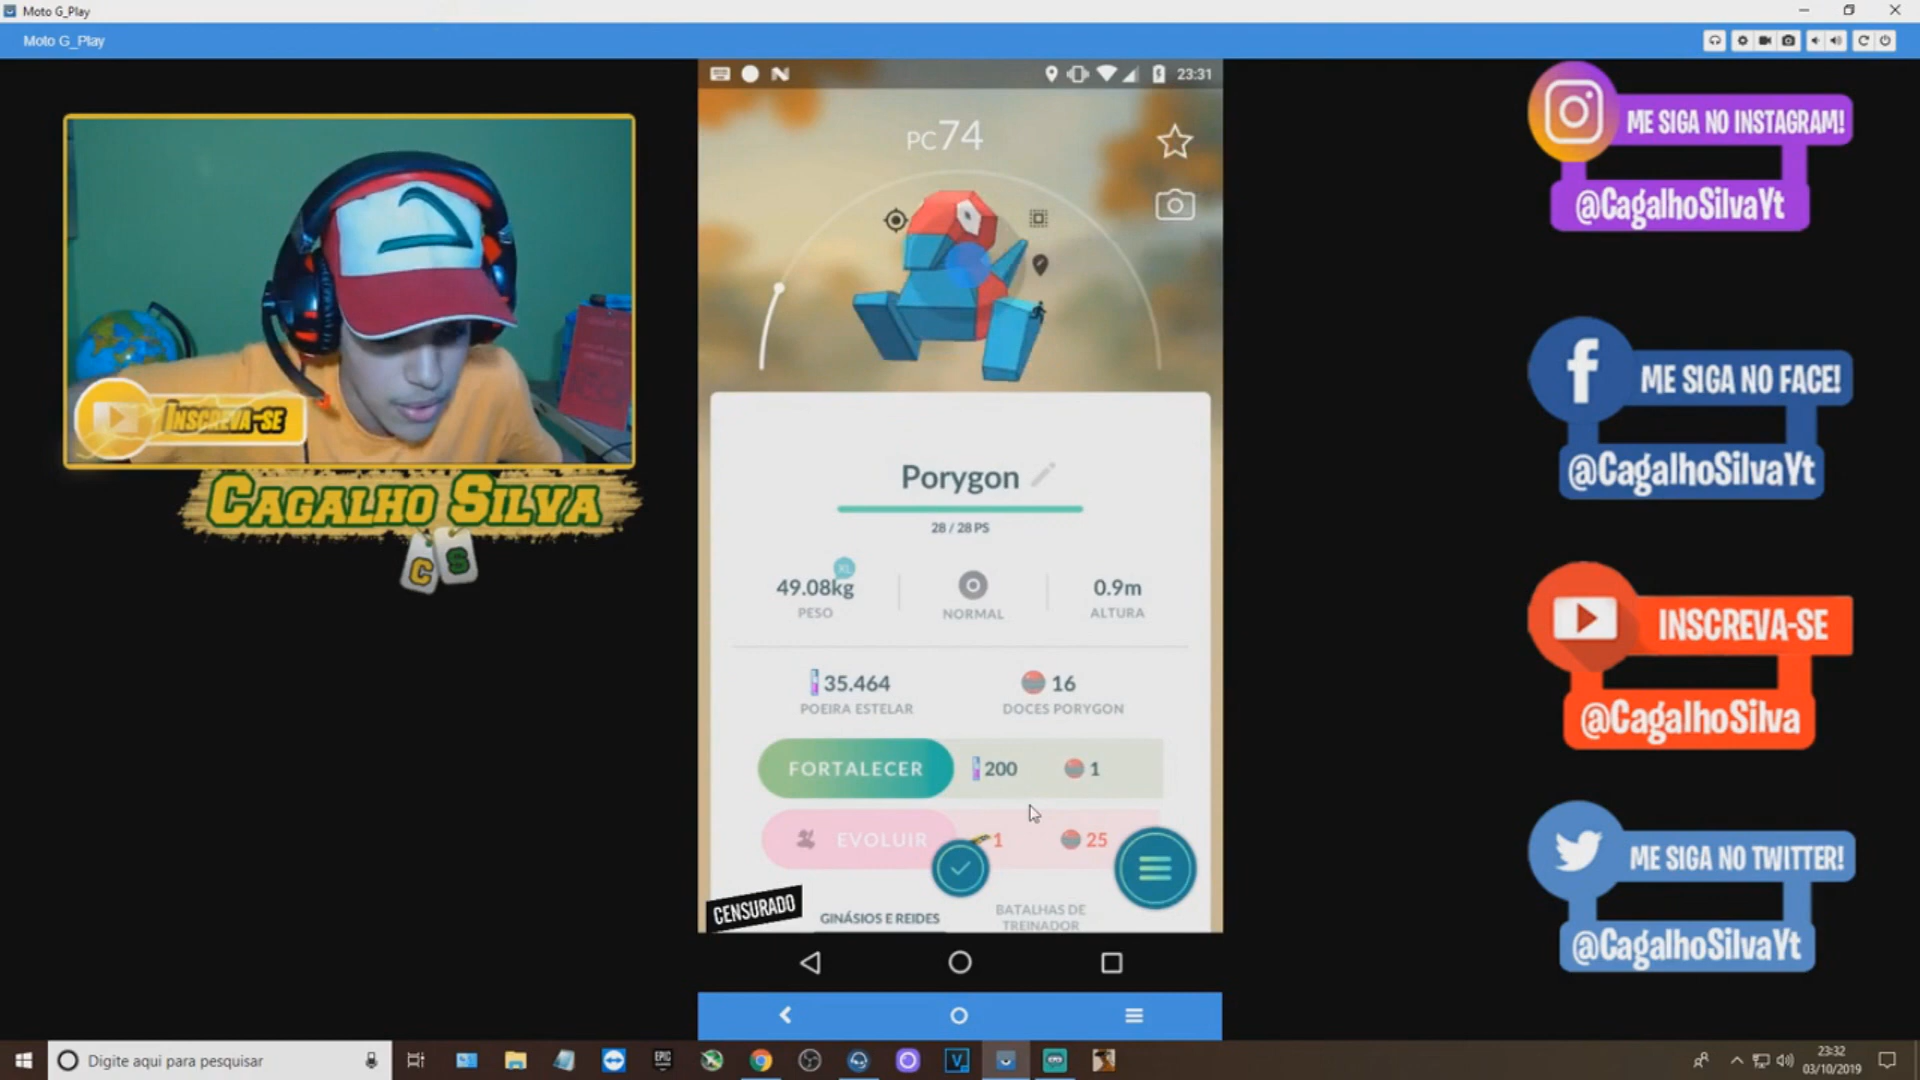 Moto G_Play
Moto G_Play
23:31
PC74
Porygon
28 / 28 PS
XL
49.08kg
PESO
NORMAL
0.9m
ALTURA
35.464
POEIRA ESTELAR
16
DOCES PORYGON
FORTALECER
200
1
EVOLUIR
1
25
CENSURADO
GINÁSIOS E REIDES
BATALHAS DE
TREINADOR
INSCREVA-SE
CAGALHO SILVA
C S
ME SIGA NO INSTAGRAM!
@CagalhoSilvaYt
ME SIGA NO FACE!
@CagalhoSilvaYt
INSCREVA-SE
@CagalhoSilva
ME SIGA NO TWITTER!
@CagalhoSilvaYt
Digite aqui para pesquisar
EPIC
V
23:32
03/10/2019